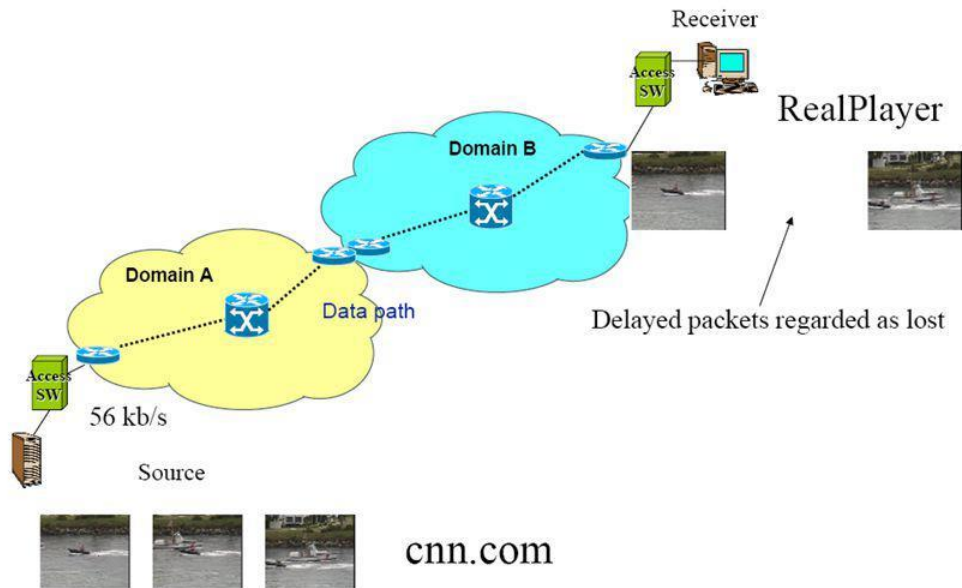 Receiver
Access
SW
RealPlayer
Domain B
Domain A
Data path
Delayed packets regarded as lost
Access
SW
56 kb/s
Source
cnn.com